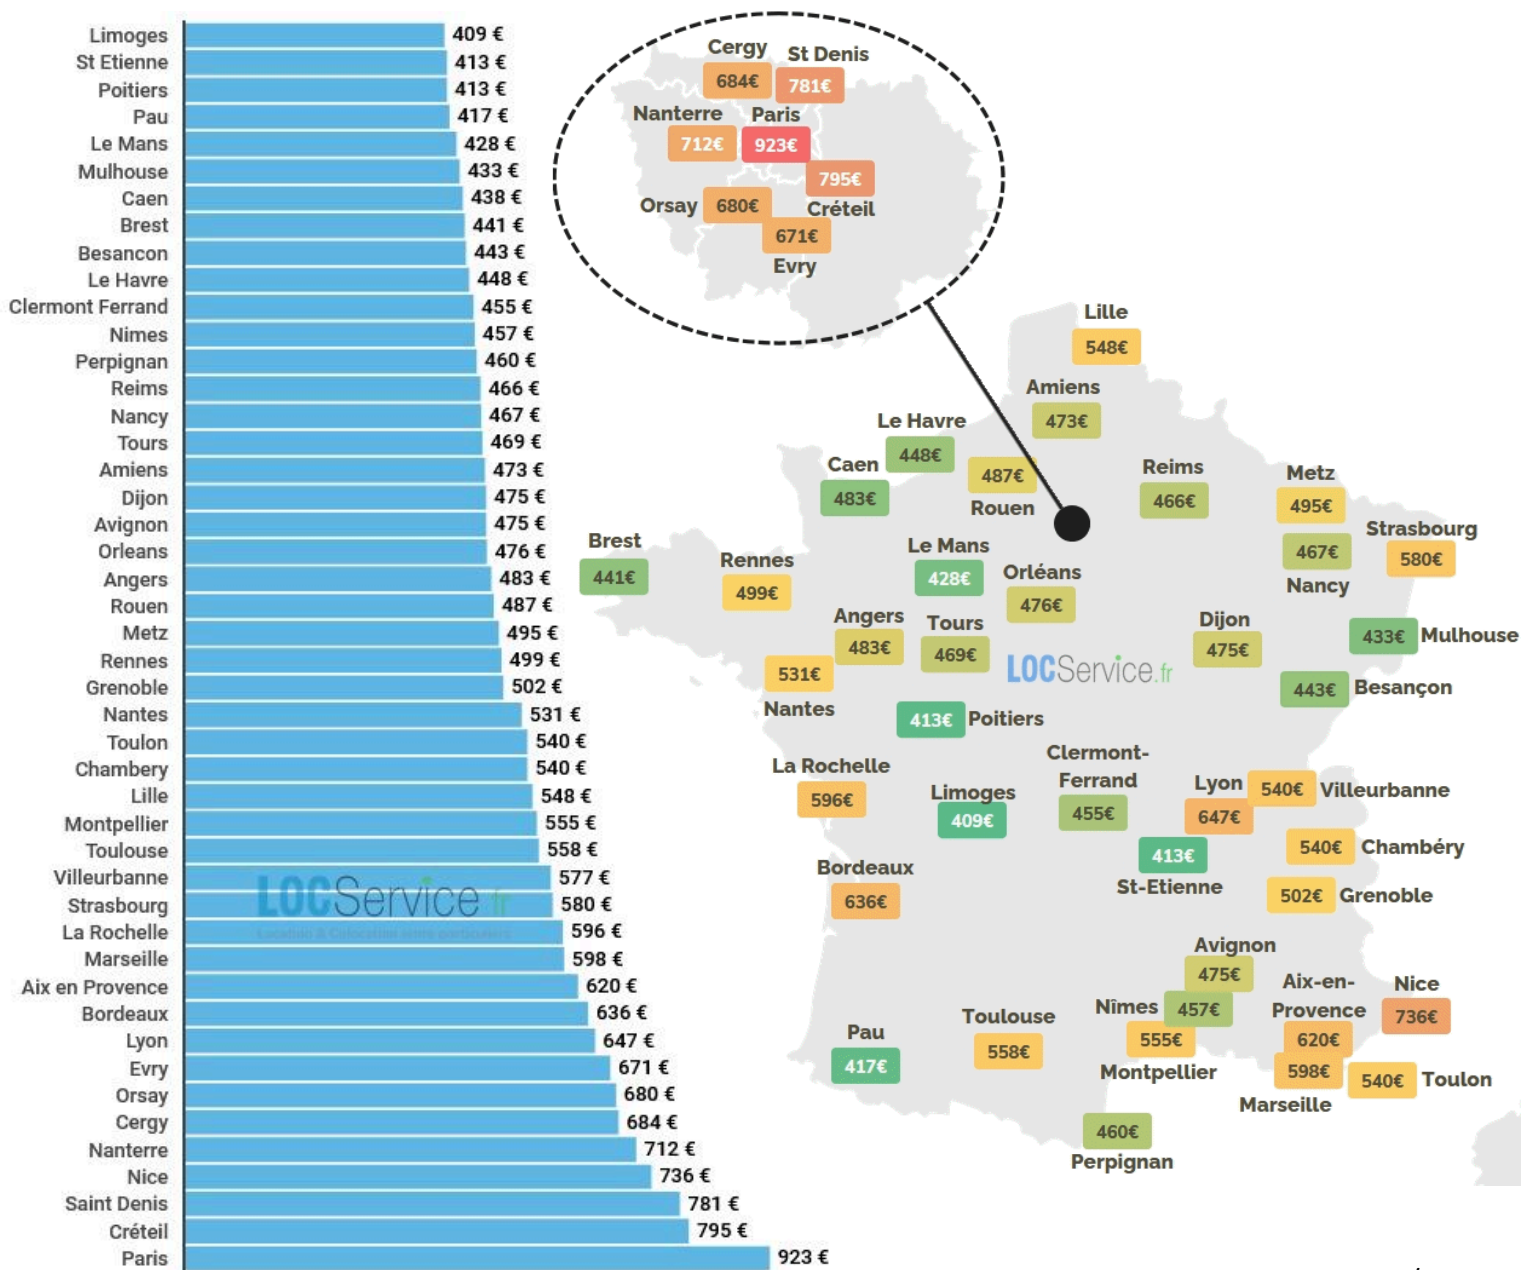 Limoges 409 €
St Etienne 413 €
Poitiers 413 €
Pau 417 €
Le Mans 428 €
Mulhouse 433 €
Caen 438 €
Brest 441 €
Besancon 443 €
Le Havre 448 €
Clermont Ferrand 455 €
Nimes 457 €
Perpignan 460 €
Reims 466 €
Nancy 467 €
Tours 469 €
Amiens 473 €
Dijon 475 €
Avignon 475 €
Orleans 476 €
Angers 483 €
Rouen 487 €
Metz 495 €
Rennes 499 €
Grenoble 502 €
Nantes 531 €
Toulon 540 €
Chambery 540 €
Lille 548 €
Montpellier 555 €
Toulouse 558 €
Villeurbanne 577 €
Strasbourg 580 €
La Rochelle 596 €
Marseille 598 €
Aix en Provence 620 €
Bordeaux 636 €
Lyon 647 €
Evry 671 €
Orsay 680 €
Cergy 684 €
Nanterre 712 €
Nice 736 €
Saint Denis 781 €
Créteil 795 €
Paris 923 €
LOCService.fr
Location & Colocation entre particuliers
Cergy
684€
St Denis
781€
Nanterre
712€
Paris
923€
795€
Créteil
Orsay 680€
671€
Evry
Lille
548€
Amiens
473€
Le Havre
448€
Caen
483€
487€
Rouen
Reims
466€
Metz
495€
Strasbourg
580€
467€
Nancy
Brest
441€
Rennes
499€
Le Mans
428€
Orléans
476€
Angers
483€
Tours
469€
Dijon
475€
433€ Mulhouse
LOCService.fr
443€ Besançon
531€
Nantes
413€ Poitiers
La Rochelle
596€
Limoges
409€
Clermont-
Ferrand
455€
Lyon
647€
540€ Villeurbanne
413€
St-Etienne
540€ Chambéry
502€ Grenoble
Bordeaux
636€
Avignon
475€
Nîmes 457€
Aix-en-
Provence
620€
Nice
736€
Pau
417€
Toulouse
558€
555€
Montpellier
598€
Marseille
540€ Toulon
460€
Perpignan